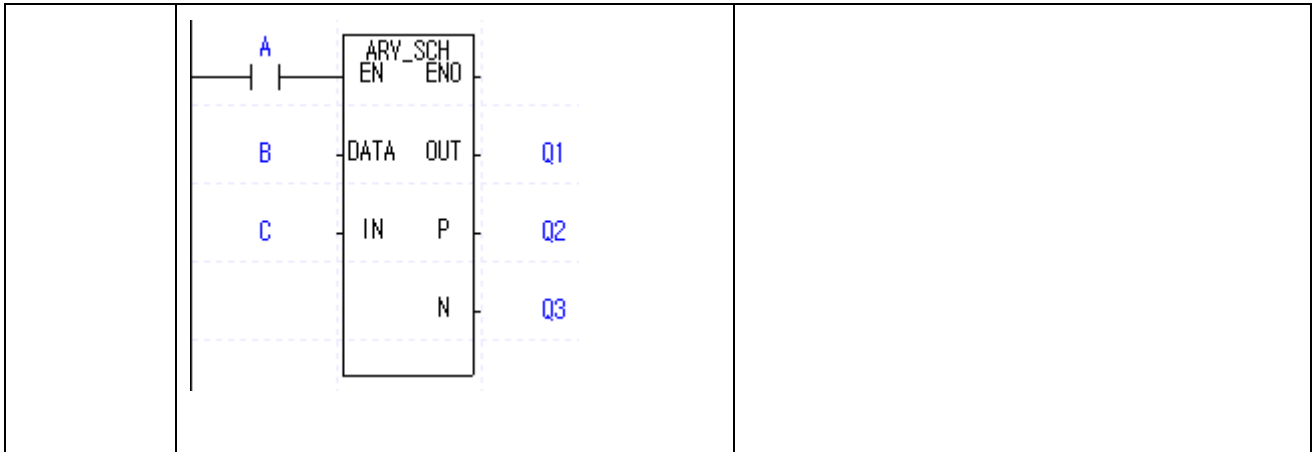 A
ARY_SCH
EN ENO
B DATA OUT Q1
C IN P Q2
N Q3